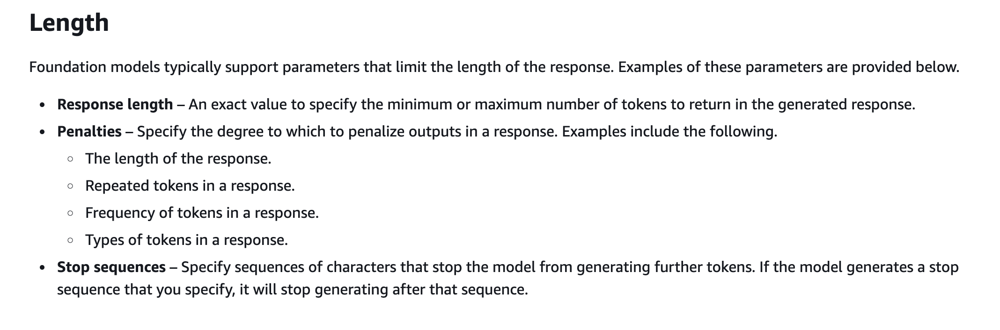 Length
Foundation models typically support parameters that limit the length of the response. Examples of these parameters are provided below.
• Response length – An exact value to specify the minimum or maximum number of tokens to return in the generated response.
• Penalties – Specify the degree to which to penalize outputs in a response. Examples include the following.
◦ The length of the response.
◦ Repeated tokens in a response.
◦ Frequency of tokens in a response.
◦ Types of tokens in a response.
• Stop sequences – Specify sequences of characters that stop the model from generating further tokens. If the model generates a stop
sequence that you specify, it will stop generating after that sequence.